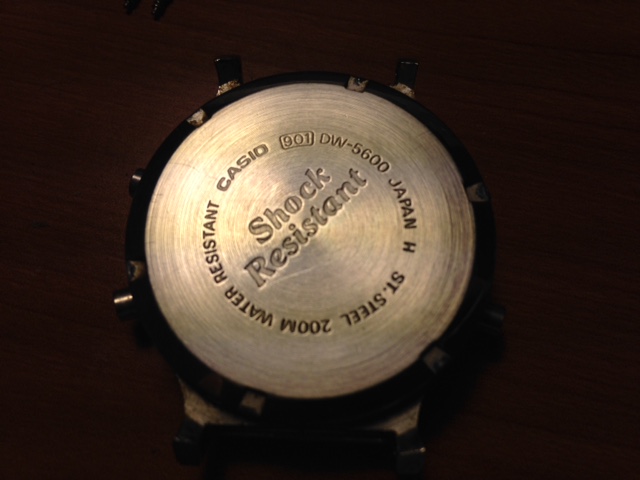 CASIO 901 DW-5600 JAPAN H ST.STEEL 200M WATER RESISTANT
Shock
Resistant